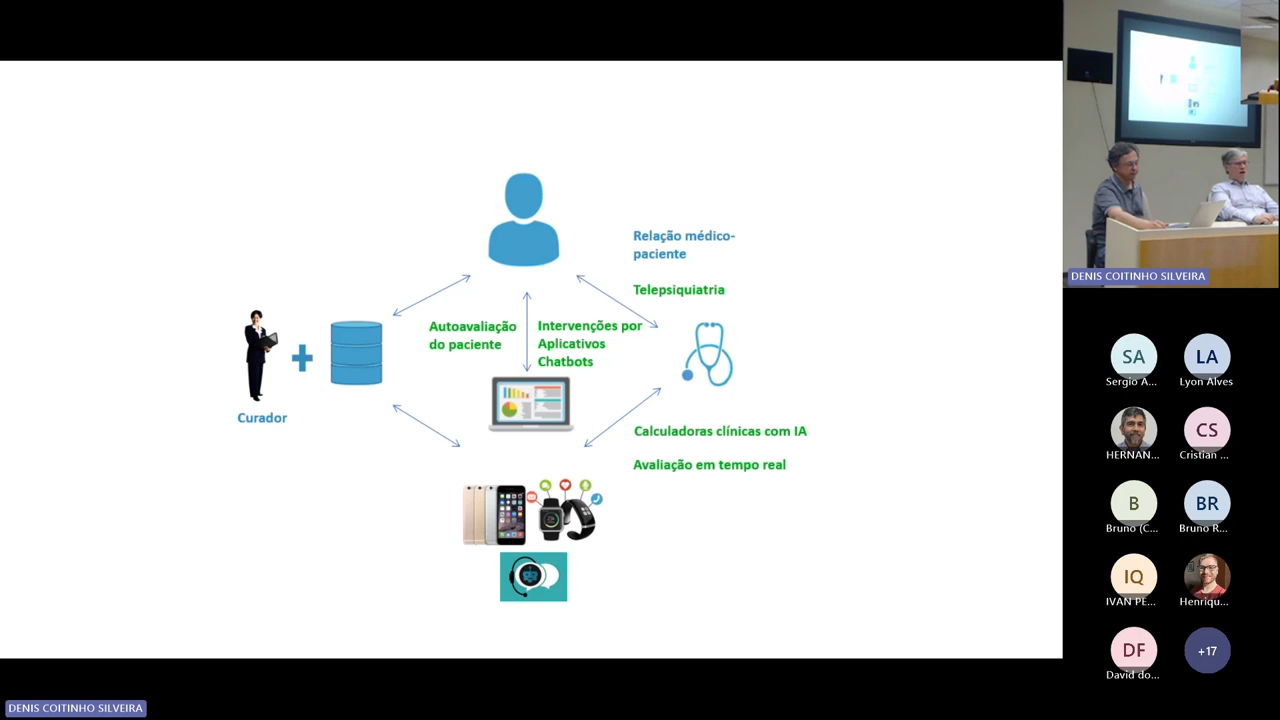 Relação médico-
paciente
Telepsiquiatria
Autoavaliação
do paciente
Intervenções por
Aplicativos
Chatbots
Curador
Calculadoras clínicas com IA
Avaliação em tempo real
DENIS COITINHO SILVEIRA
SA
Sergio A...
LA
Lyon Alves
HERNAN...
CS
Cristian ...
B
Bruno (C...
BR
Bruno R...
IQ
IVAN PE...
Henriqu...
DF
David do...
+17
DENIS COITINHO SILVEIRA